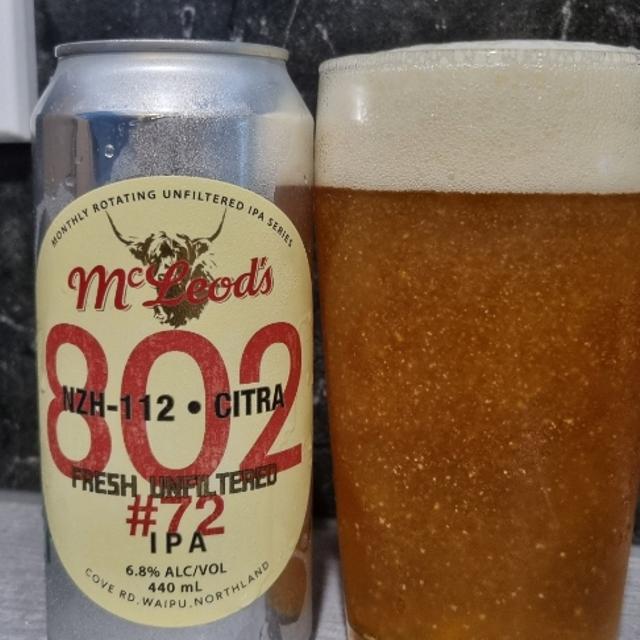 MONTHLY ROTATING UNFILTERED IPA SERIES
McLeod's
802
NZH-112 • CITRA
FRESH UNFILTERED
#72
IPA
6.8% ALC/VOL
440 mL
COVE RD.WAIPU.NORTHLAND